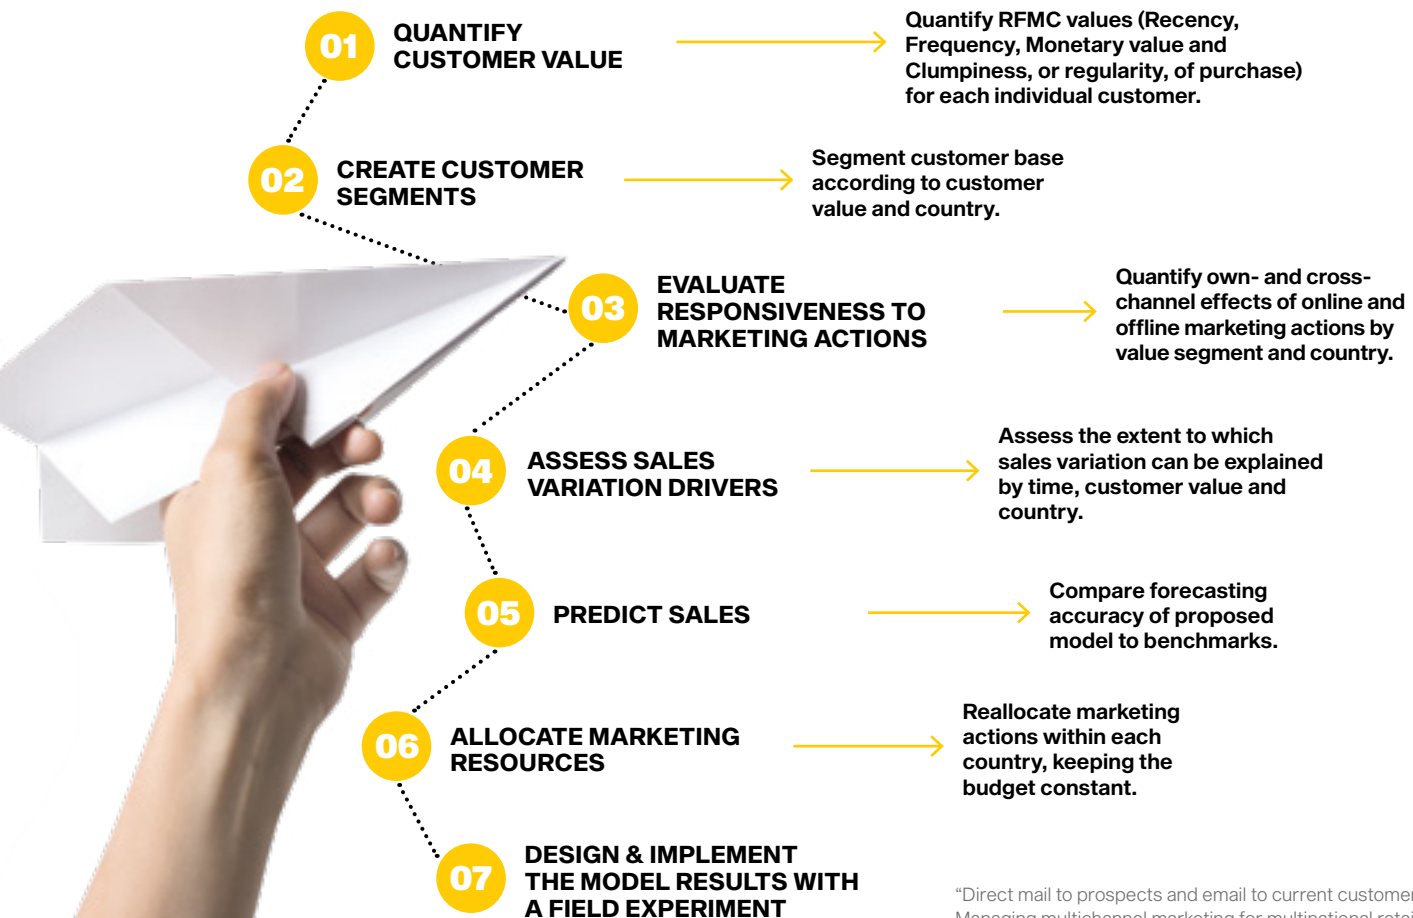 01
QUANTIFY
CUSTOMER VALUE
Quantify RFMC values (Recency,
Frequency, Monetary value and
Clumpiness, or regularity, of purchase)
for each individual customer.
02
CREATE CUSTOMER
SEGMENTS
Segment customer base
according to customer
value and country.
03
EVALUATE
RESPONSIVENESS TO
MARKETING ACTIONS
Quantify own- and cross-
channel effects of online and
offline marketing actions by
value segment and country.
04
ASSESS SALES
VARIATION DRIVERS
Assess the extent to which
sales variation can be explained
by time, customer value and
country.
05
PREDICT SALES
Compare forecasting
accuracy of proposed
model to benchmarks.
06
ALLOCATE MARKETING
RESOURCES
Reallocate marketing
actions within each
country, keeping the
budget constant.
07
DESIGN & IMPLEMENT
THE MODEL RESULTS WITH
A FIELD EXPERIMENT
“Direct mail to prospects and email to current customer
Managing multichannel marketing for multinational